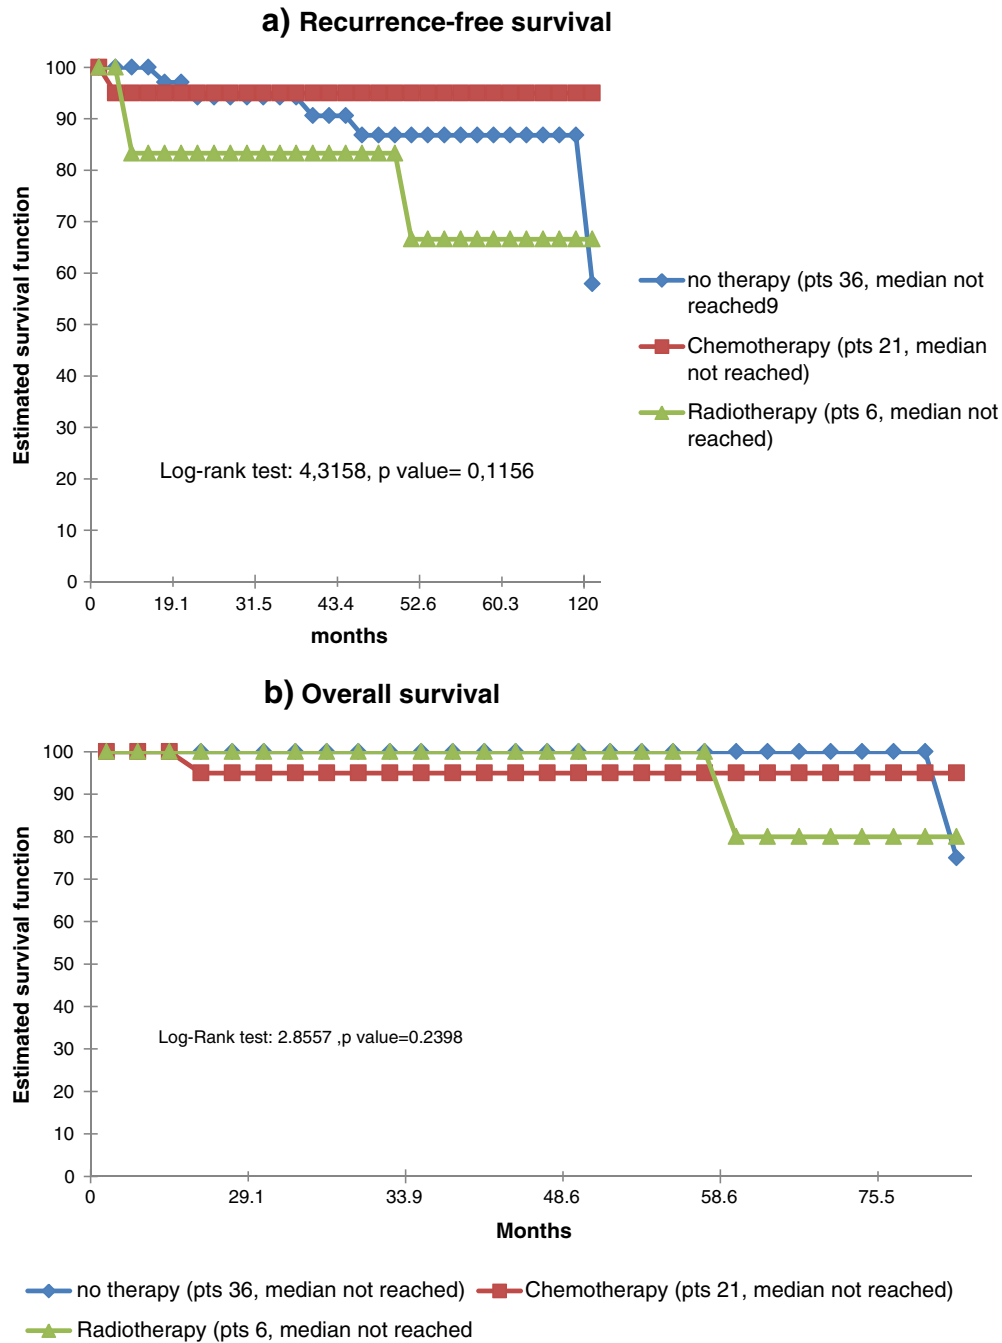 a) Recurrence-free survival
100
90
80
70
60
50
40
30
20
10
0
Estimated survival function
Log-rank test: 4,3158, p value= 0,1156
0 19.1 31.5 43.4 52.6 60.3 120
months
no therapy (pts 36, median not
reached9
Chemotherapy (pts 21, median
not reached)
Radiotherapy (pts 6, median not
reached)
b) Overall survival
100
90
80
70
60
50
40
30
20
10
0
Estimated survival function
Log-Rank test: 2.8557 ,p value=0.2398
0 29.1 33.9 48.6 58.6 75.5
Months
no therapy (pts 36, median not reached) Chemotherapy (pts 21, median not reached)
Radiotherapy (pts 6, median not reached